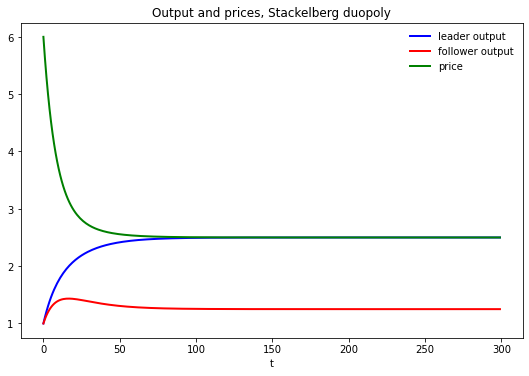 Output and prices, Stackelberg duopoly
leader output
follower output
price
6
5
4
3
2
1
0
50
100
150
200
250
300
t